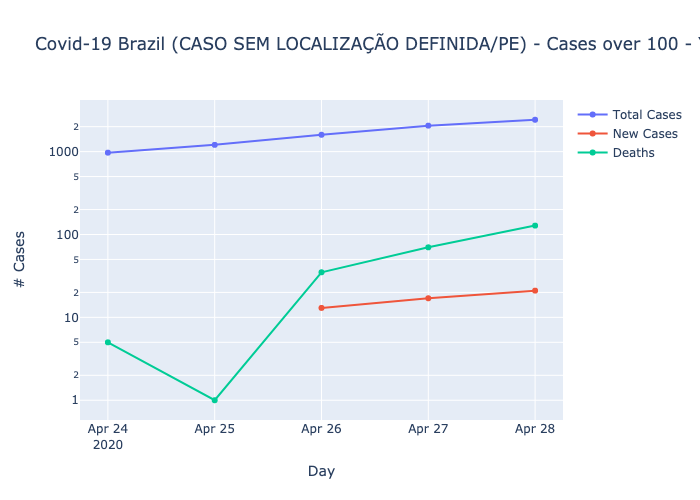 Covid-19 Brazil (CASO SEM LOCALIZAÇÃO DEFINIDA/PE) - Cases over 100 -
Total Cases
New Cases
Deaths
# Cases
2
1000
5
2
100
5
2
10
5
2
1
Apr 24
2020
Apr 25
Apr 26
Apr 27
Apr 28
Day